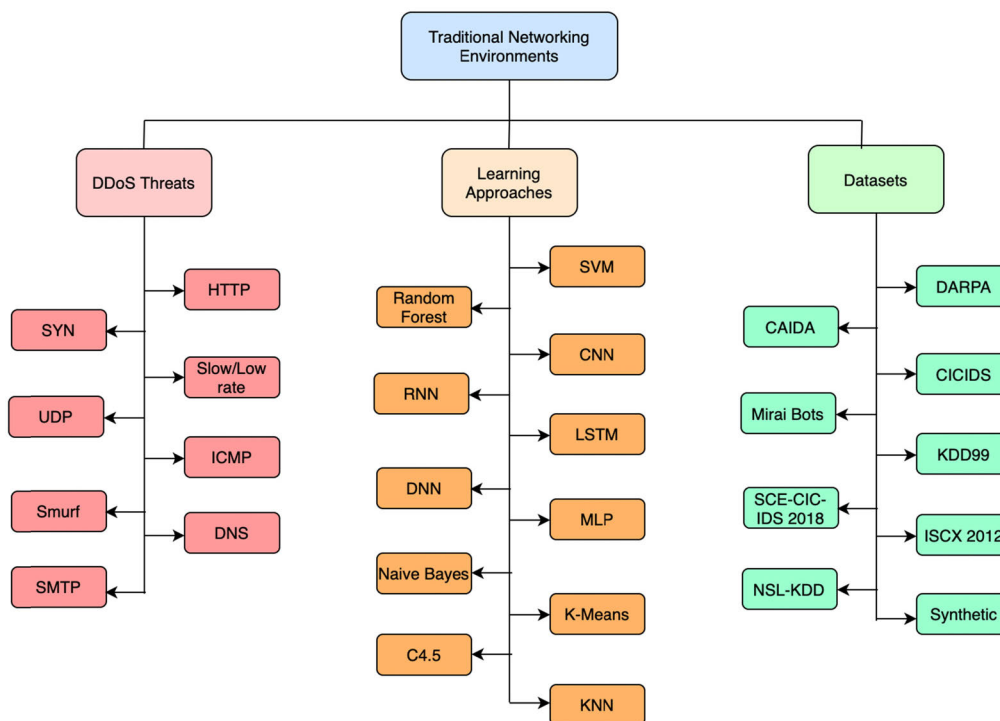 Traditional Networking
Environments
DDoS Threats
Learning
Approaches
Datasets
HTTP
SYN
Slow/Low
rate
UDP
ICMP
Smurf
DNS
SMTP
SVM
Random
Forest
CNN
RNN
LSTM
DNN
MLP
Naive Bayes
K-Means
C4.5
KNN
DARPA
CAIDA
CICIDS
Mirai Bots
KDD99
SCE-CIC-
IDS 2018
ISCX 2012
NSL-KDD
Synthetic